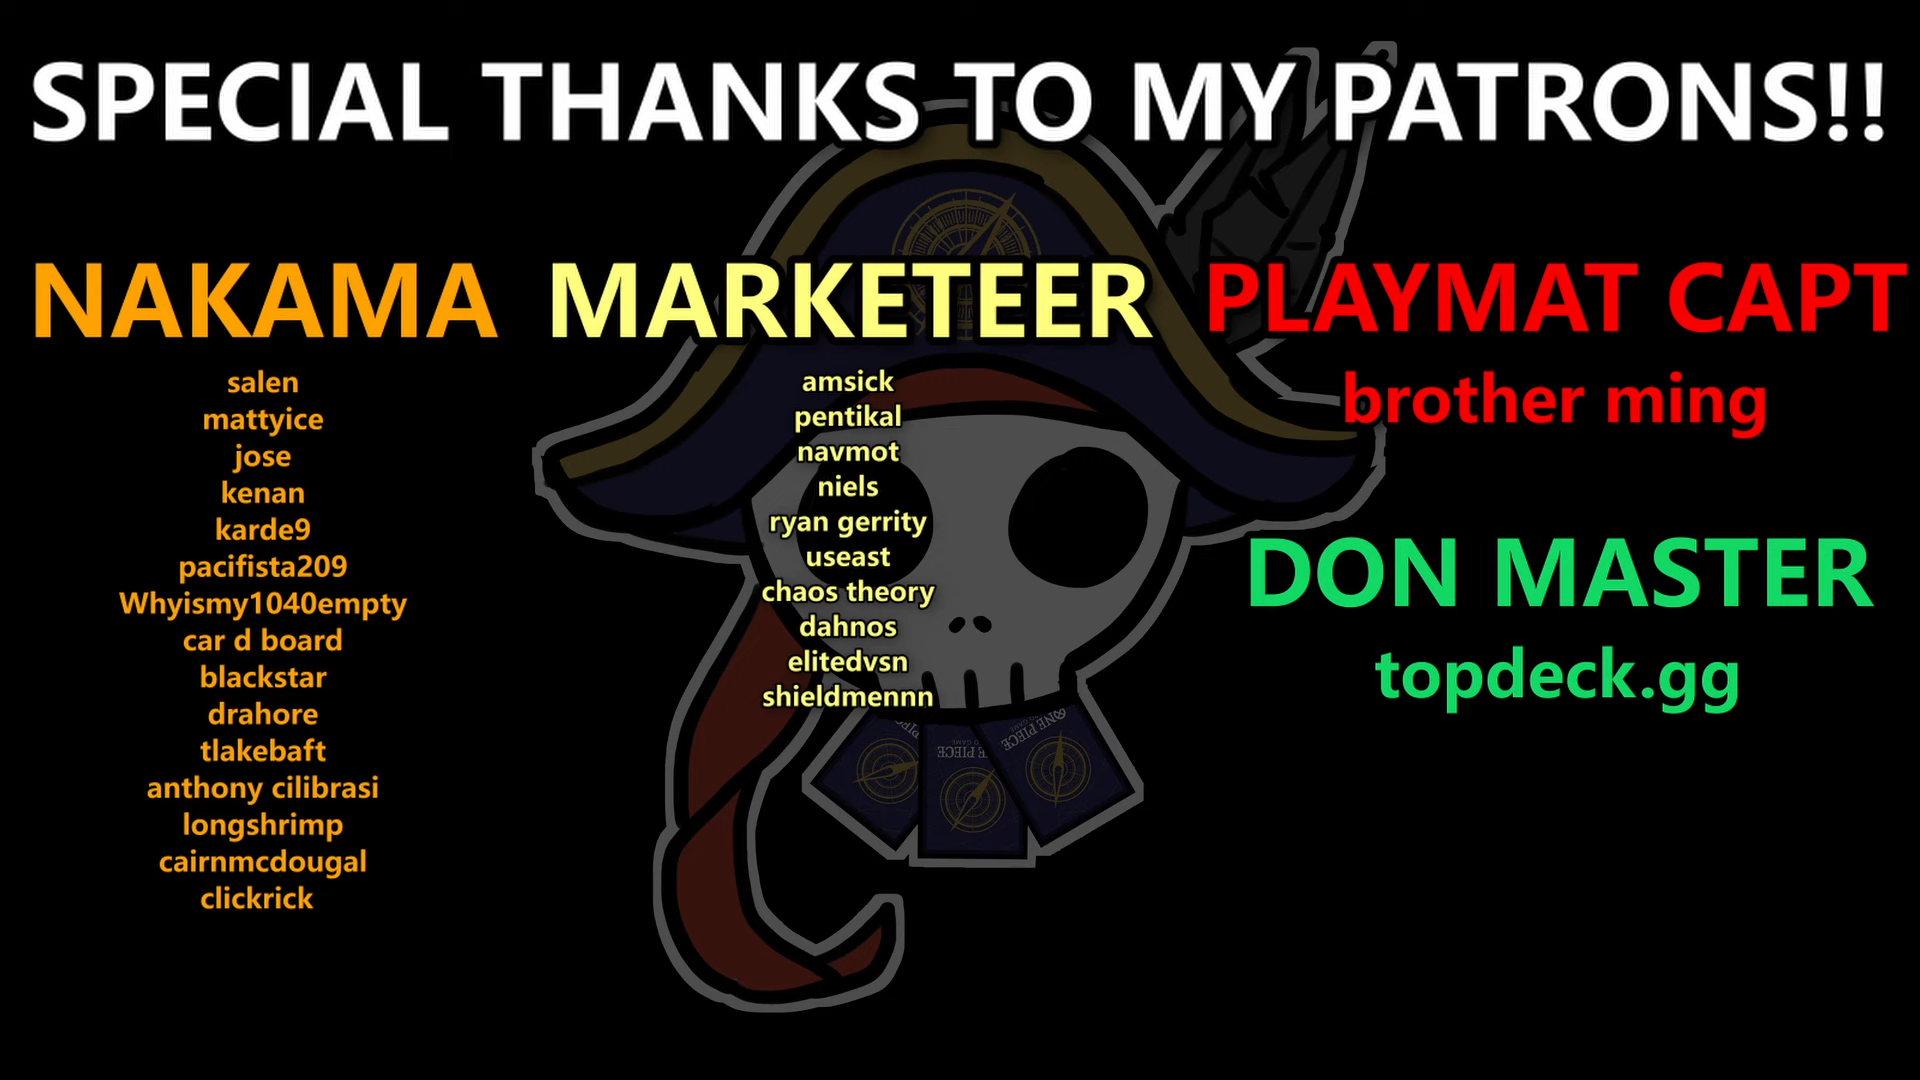 SPECIAL THANKS TO MY PATRONS!!
NAKAMA
salen
mattyice
jose
kenan
karde9
pacifista209
Whyismy1040empty
car d board
blackstar
drahore
tlakebaft
anthony cilibrasi
longshrimp
cairnmcdougal
clickrick
MARKETEER
amsick
pentikal
navmot
niels
ryan gerrity
useast
chaos theory
dahnos
elitedvsn
shieldmennn
PLAYMAT CAPT
brother ming
DON MASTER
topdeck.gg
ONE PIECE